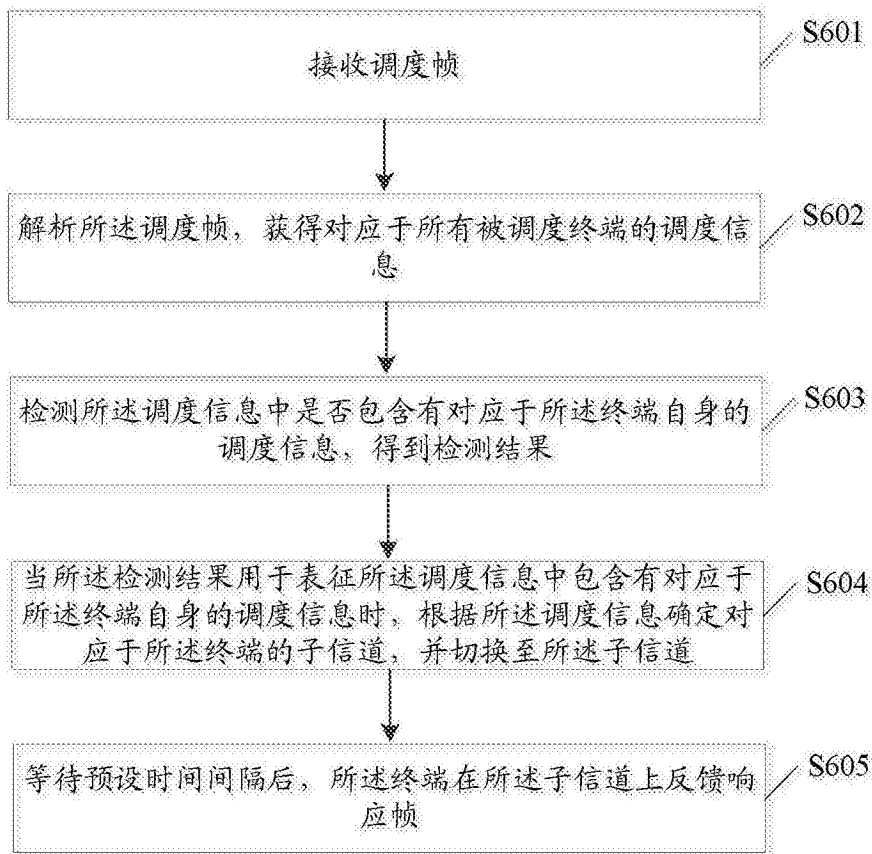 接收调度帧
S601
解析所述调度帧，获得对应于所有被调度终端的调度信
息
S602
检测所述调度信息中是否包含有对应于所述终端自身的
调度信息，得到检测结果
S603
当所述检测结果用于表征所述调度信息中包含有对应于
所述终端自身的调度信息时，根据所述调度信息确定对
应于所述终端的子信道，并切换至所述子信道
S604
等待预设时间间隔后，所述终端在所述子信道上反馈响
应帧
S605